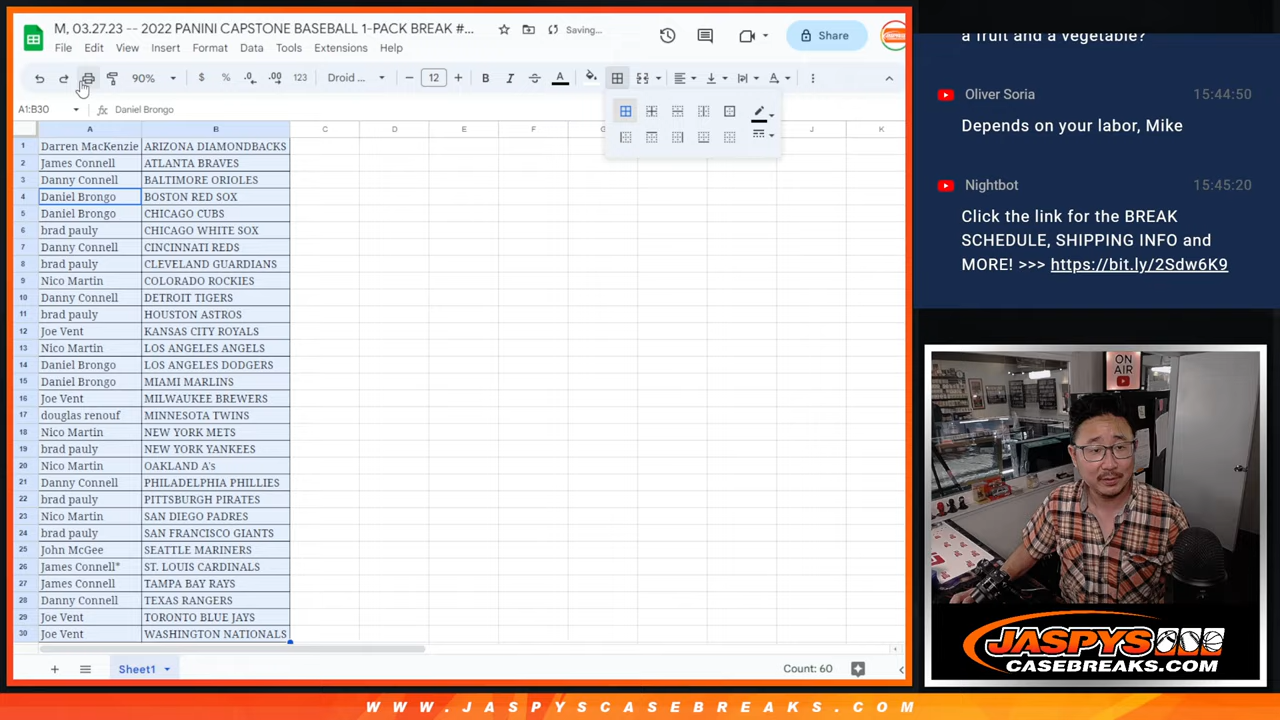 M, 03.27.23 -- 2022 PANINI CAPSTONE BASEBALL 1-PACK BREAK #...
Saving...
Share
File Edit View Insert Format Data Tools Extensions Help
90% $ % .0 .00 123 Droid ... 12 B I S A A
A1:B30 fx Daniel Brongo
A B C D E F G J K
1 Darren MacKenzie ARIZONA DIAMONDBACKS
2 James Connell ATLANTA BRAVES
3 Danny Connell BALTIMORE ORIOLES
4 Daniel Brongo BOSTON RED SOX
5 Daniel Brongo CHICAGO CUBS
6 brad pauly CHICAGO WHITE SOX
7 Danny Connell CINCINNATI REDS
8 brad pauly CLEVELAND GUARDIANS
9 Nico Martin COLORADO ROCKIES
10 Danny Connell DETROIT TIGERS
11 brad pauly HOUSTON ASTROS
12 Joe Vent KANSAS CITY ROYALS
13 Nico Martin LOS ANGELES ANGELS
14 Daniel Brongo LOS ANGELES DODGERS
15 Daniel Brongo MIAMI MARLINS
16 Joe Vent MILWAUKEE BREWERS
17 douglas renouf MINNESOTA TWINS
18 Nico Martin NEW YORK METS
19 brad pauly NEW YORK YANKEES
20 Nico Martin OAKLAND A's
21 Danny Connell PHILADELPHIA PHILLIES
22 brad pauly PITTSBURGH PIRATES
23 Nico Martin SAN DIEGO PADRES
24 brad pauly SAN FRANCISCO GIANTS
25 John McGee SEATTLE MARINERS
26 James Connell* ST. LOUIS CARDINALS
27 James Connell TAMPA BAY RAYS
28 Danny Connell TEXAS RANGERS
29 Joe Vent TORONTO BLUE JAYS
30 Joe Vent WASHINGTON NATIONALS
Sheet1
Count: 60
a fruit and a vegetable?
Oliver Soria 15:44:50
Depends on your labor, Mike
Nightbot 15:45:20
Click the link for the BREAK
SCHEDULE, SHIPPING INFO and
MORE! >>> https://bit.ly/2Sdw6K9
ON
AIR
JASPYS
CASEBREAKS.COM
WWW.JASPYSCASEBREAKS.COM